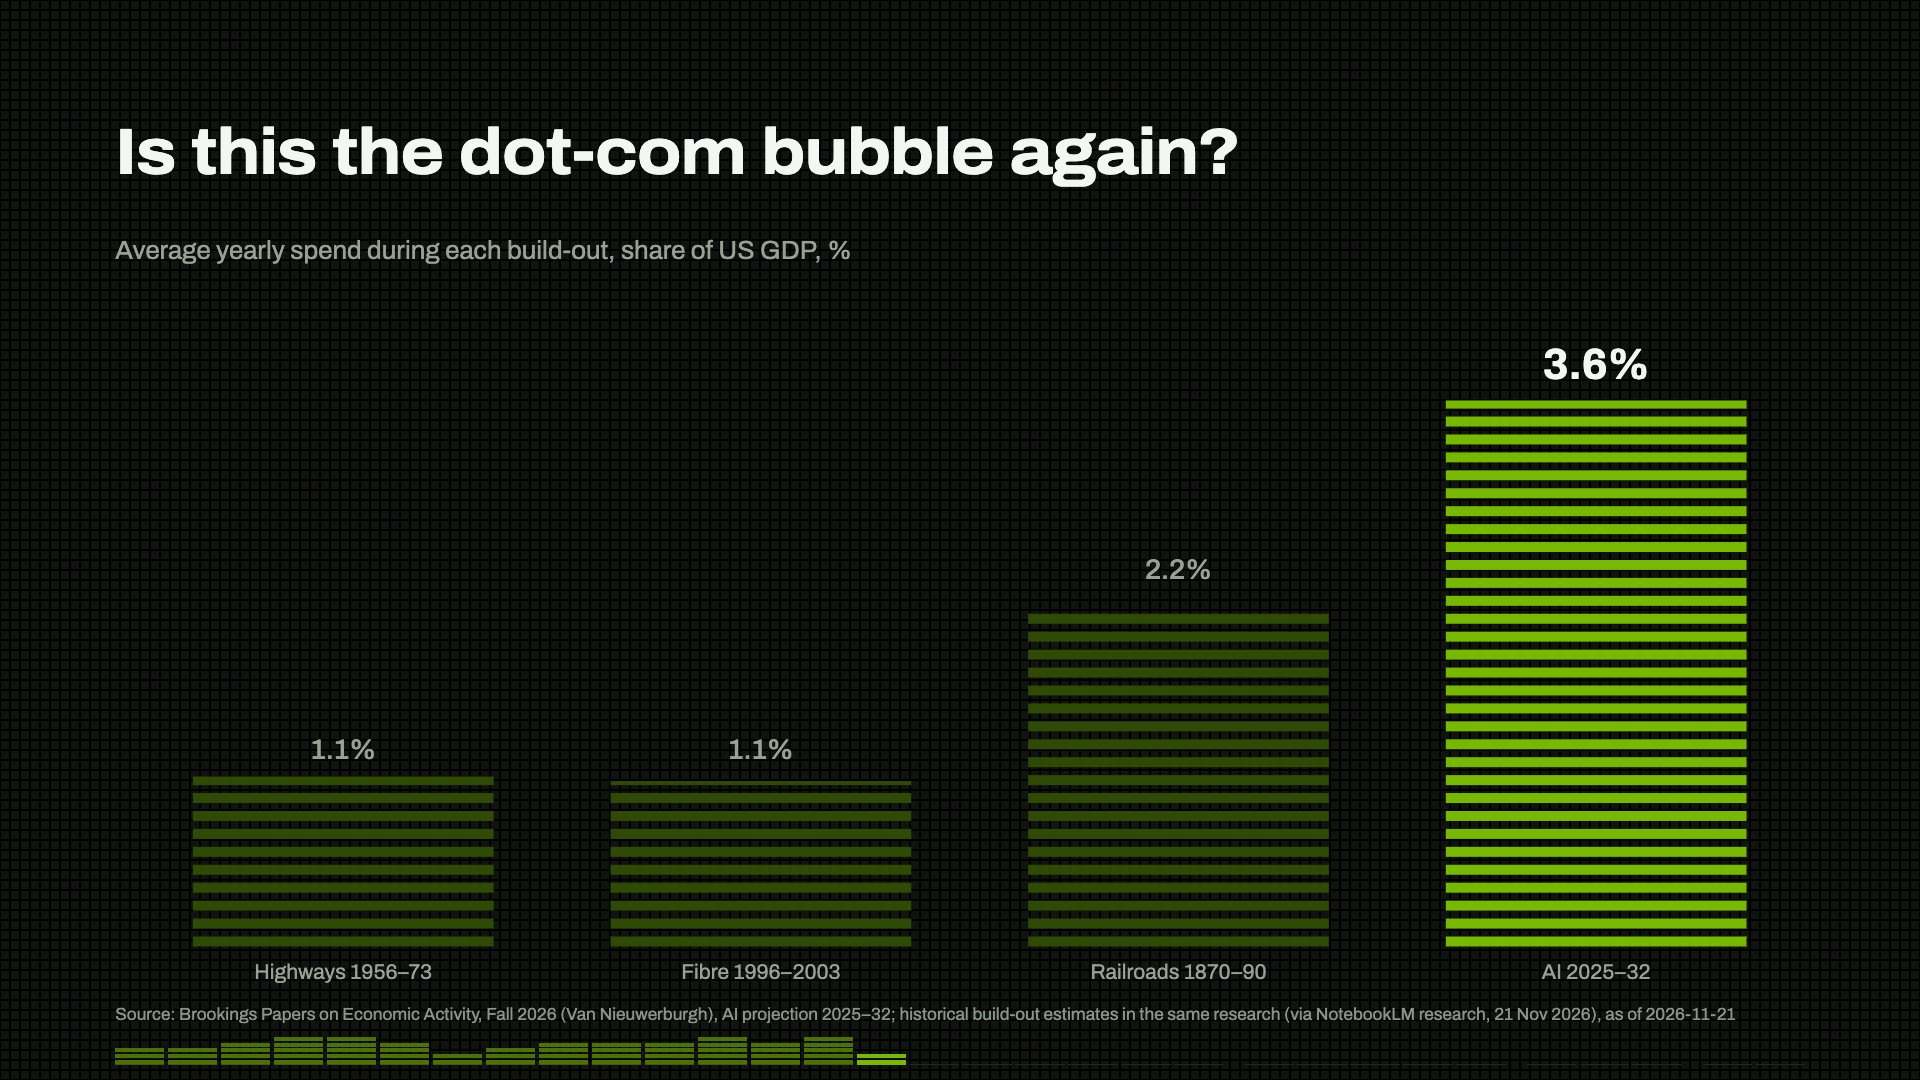 Is this the dot-com bubble again?
Average yearly spend during each build-out, share of US GDP, %
3.6%
2.2%
1.1%
1.1%
Highways 1956–73
Fibre 1996–2003
Railroads 1870–90
AI 2025–32
Source: Brookings Papers on Economic Activity, Fall 2026 (Van Nieuwerburgh), AI projection 2025–32; historical build-out estimates in the same research (via NotebookLM research, 21 Nov 2026), as of 2026-11-21